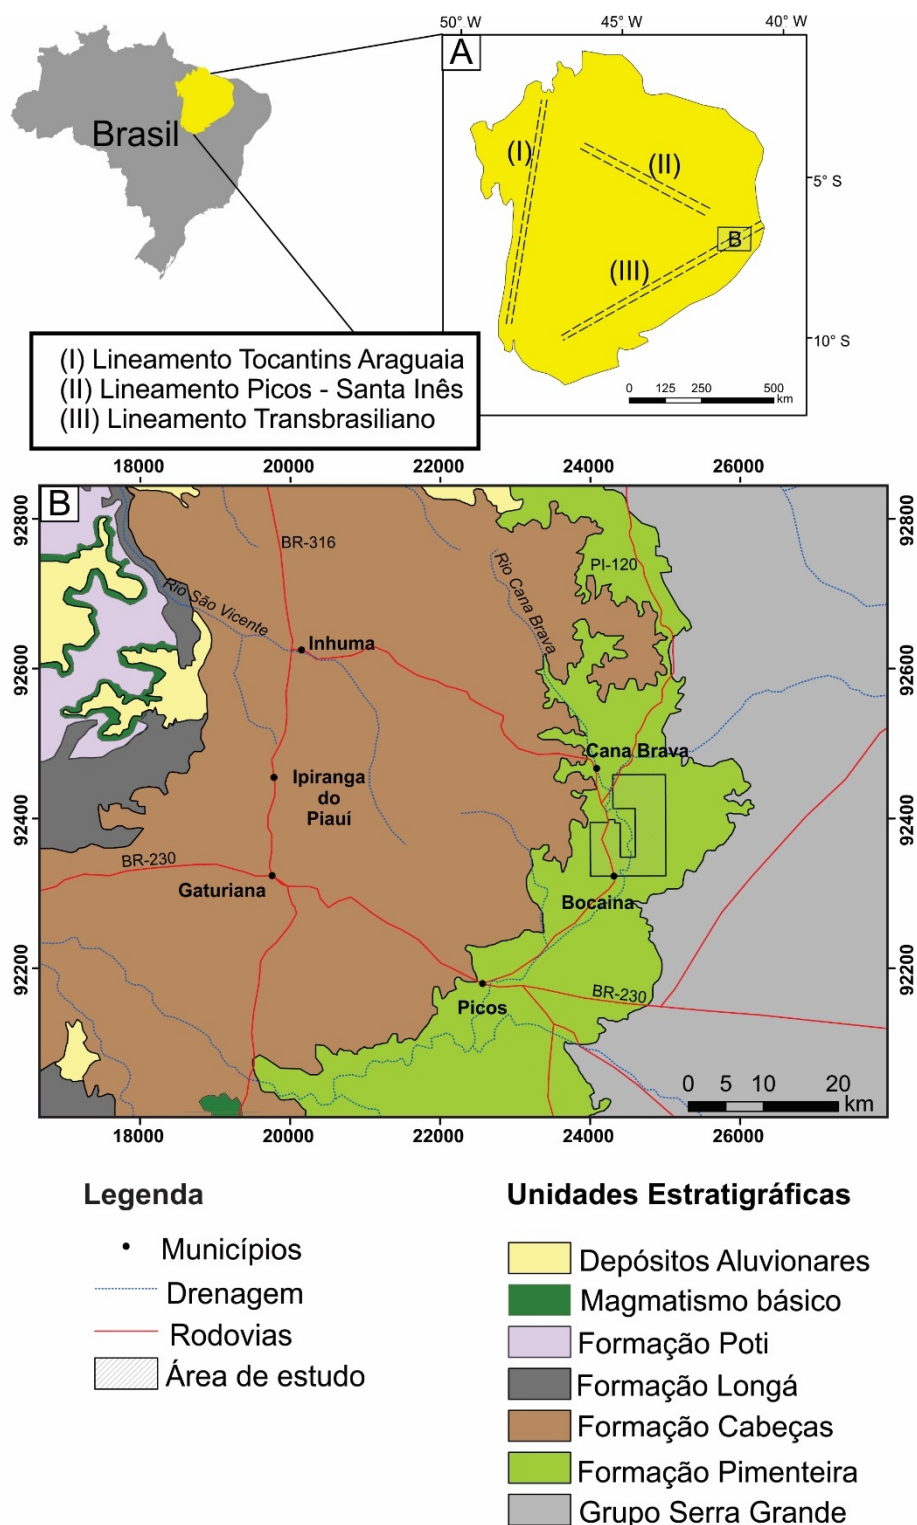 50° W
45° W
40° W
A
Brasil
(I)
(II)
5° S
B
(III)
10° S
0 125 250 500
km
(I) Lineamento Tocantins Araguaia
(II) Lineamento Picos - Santa Inês
(III) Lineamento Transbrasiliano
18000 20000 22000 24000 26000
B
92800
92800
BR-316
PI-120
Rio Cana Brava
Rio São Vicente
Inhuma
92600
92600
Cana Brava
Ipiranga
do
Piauí
92400
92400
BR-230
Gaturiana
Bocaina
92200
92200
BR-230
Picos
0 5 10 20
km
18000 20000 22000 24000 26000
Legenda
Municípios
Drenagem
Rodovias
Área de estudo
Unidades Estratigráficas
Depósitos Aluvionares
Magmatismo básico
Formação Poti
Formação Longá
Formação Cabeças
Formação Pimenteira
Grupo Serra Grande